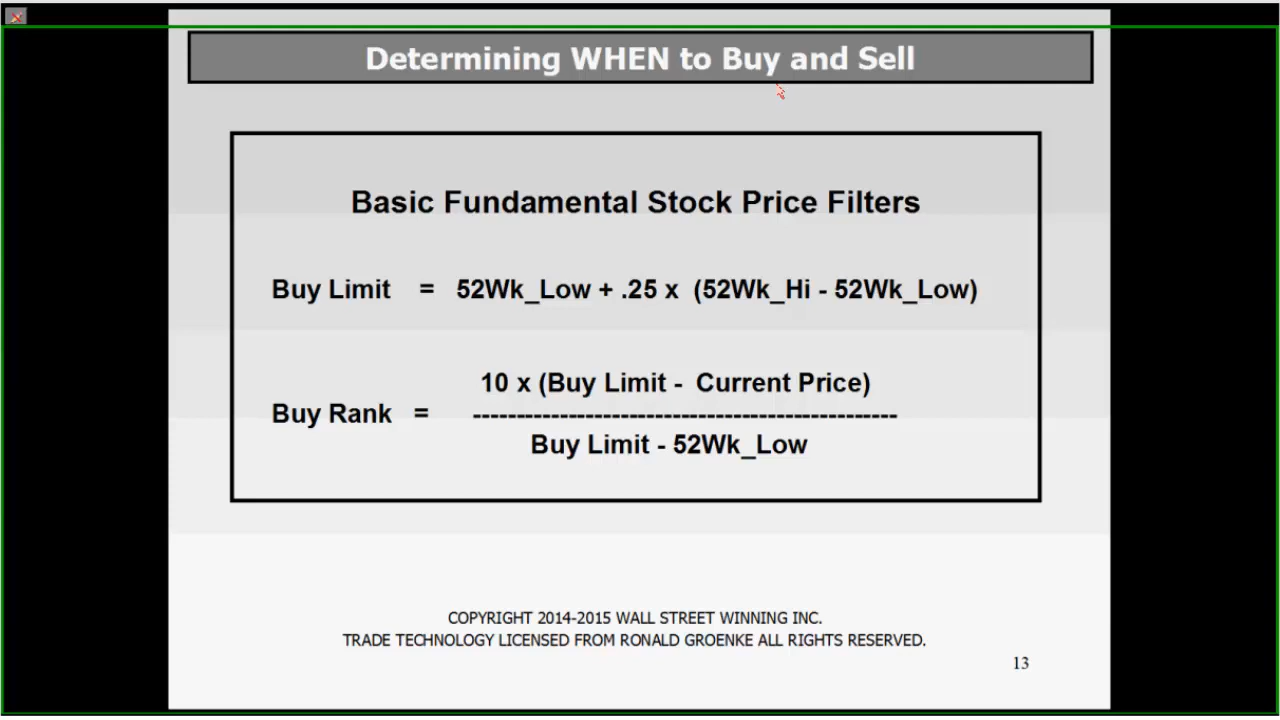 Determining WHEN to Buy and Sell
Basic Fundamental Stock Price Filters
Buy Limit = 52Wk_Low + .25 x (52Wk_Hi - 52Wk_Low)
10 x (Buy Limit - Current Price)
Buy Rank = -------------------------------------------------
Buy Limit - 52Wk_Low
COPYRIGHT 2014-2015 WALL STREET WINNING INC.
TRADE TECHNOLOGY LICENSED FROM RONALD GROENKE ALL RIGHTS RESERVED.
13